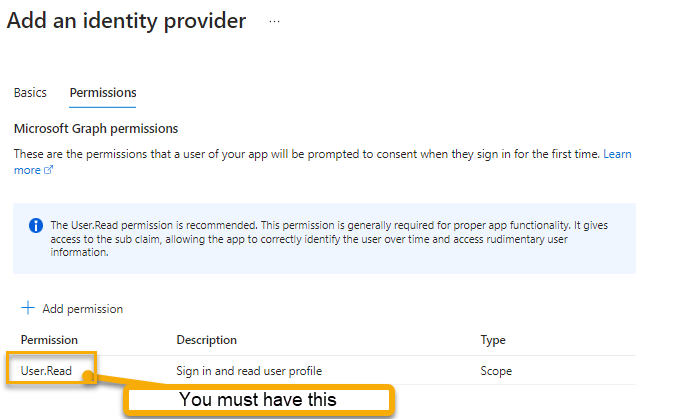 Add an identity provider ...
Basics Permissions
Microsoft Graph permissions
These are the permissions that a user of your app will be prompted to consent when they sign in for the first time. Learn
more
The User.Read permission is recommended. This permission is generally required for proper app functionality. It gives
access to the sub claim, allowing the app to correctly identify the user over time and access rudimentary user
information.
+ Add permission
Permission Description Type
User.Read Sign in and read user profile Scope
You must have this